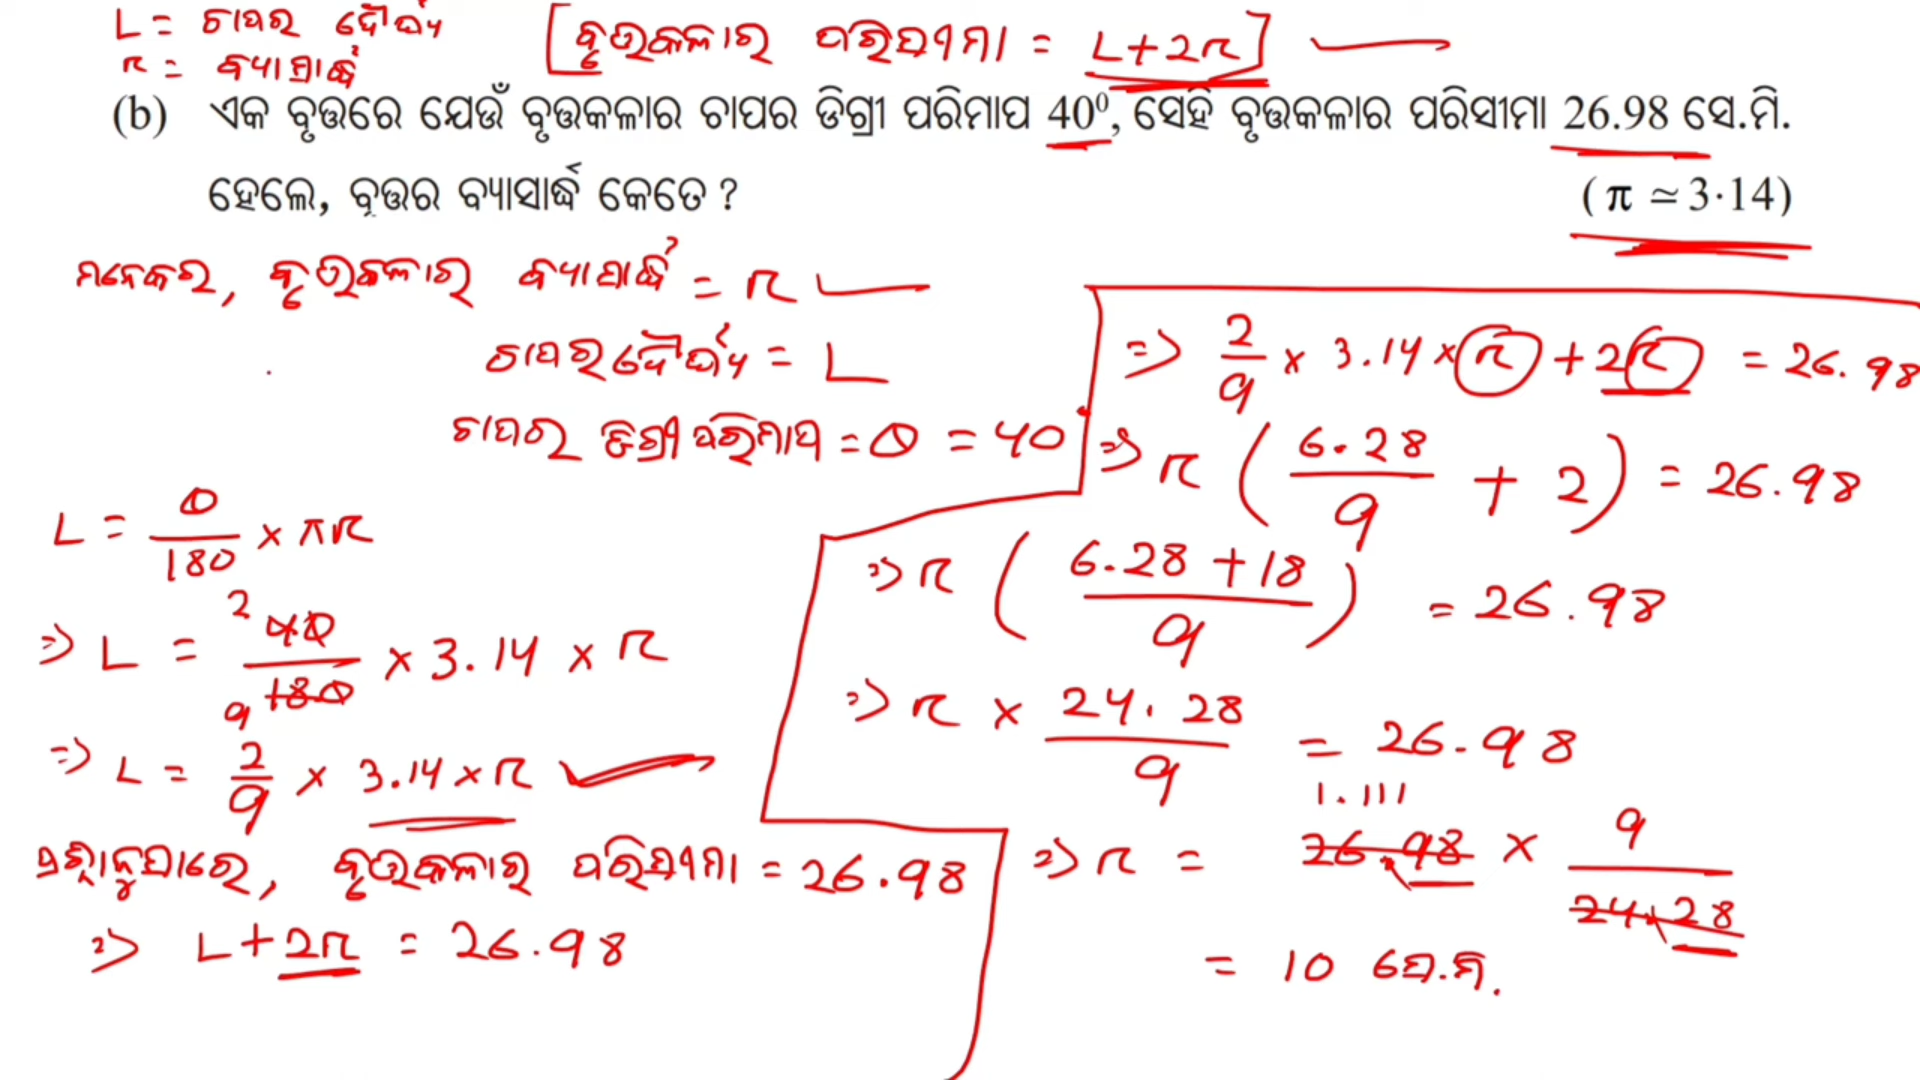 L = ଚାପର ଦୈର୍ଘ୍ୟ
r = ବ୍ୟାସାର୍ଦ୍ଧ
[ବୃତ୍ତକଳାର ପରିସୀମା = L+2r]
(b) ଏକ ବୃତ୍ତରେ ଯେଉଁ ବୃତ୍ତକଳାର ଚାପର ଡିଗ୍ରୀ ପରିମାପ 40⁰, ସେହି ବୃତ୍ତକଳାର ପରିସୀମା 26.98 ସେ.ମି.
ହେଲେ, ବୃତ୍ତର ବ୍ୟାସାର୍ଦ୍ଧ କେତେ ? (π ≃ 3·14)
ମନେକର, ବୃତ୍ତକଳାର ବ୍ୟାସାର୍ଦ୍ଧ = r
ଚାପର ଦୈର୍ଘ୍ୟ = L
ଚାପର ଡିଗ୍ରୀ ପରିମାପ = θ = 40
L = θ/180 × πr
⇒ L = 2 40/180 9 × 3.14 × r
⇒ L = 2/9 × 3.14 × r
ପ୍ରଶ୍ନାନୁସାରେ, ବୃତ୍ତକଳାର ପରିସୀମା = 26.98
⇒ L+2r = 26.98
⇒ 2/9 × 3.14 × r + 2r = 26.98
⇒ r (6.28/9 + 2) = 26.98
⇒ r (6.28+18/9) = 26.98
⇒ r × 24.28/9 = 26.98
1.111
⇒ r = 26.98 × 9/24.28
= 10 ସେ.ମି.